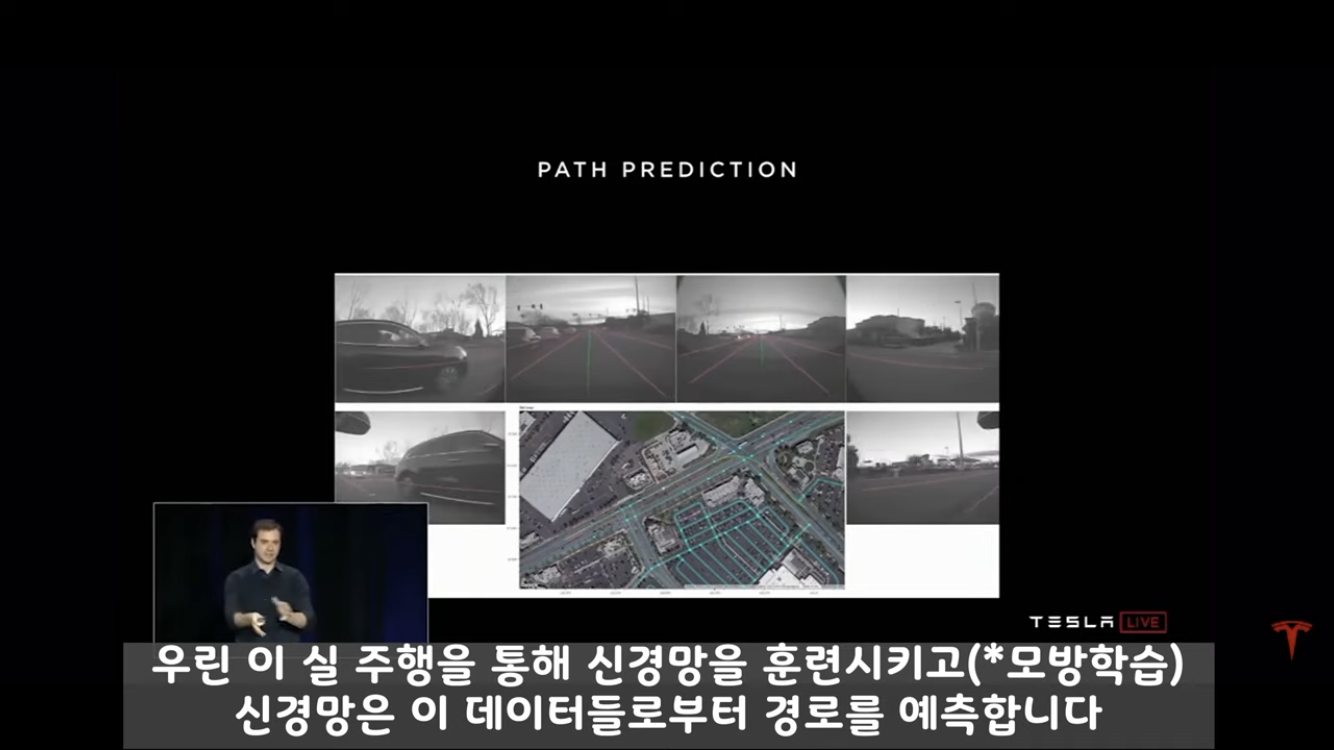 PATH PREDICTION
TESLA LIVE
우린 이 실 주행을 통해 신경망을 훈련시키고(*모방학습)
신경망은 이 데이터들로부터 경로를 예측합니다